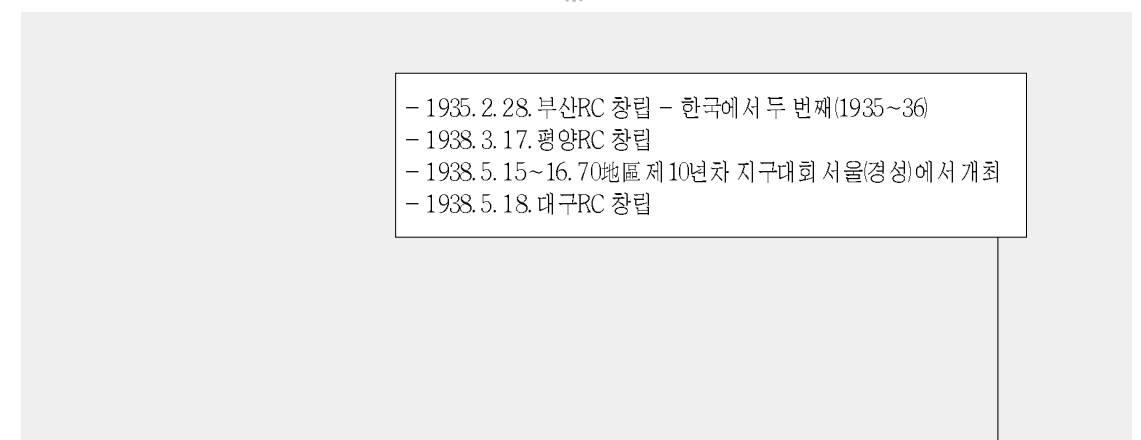 - 1935. 2. 28. 부산RC 창립 - 한국에서 두 번째(1935~36)
- 1938. 3. 17. 평양RC 창립
- 1938. 5. 15~16. 70地區 제10년차 지구대회 서울(경성)에서 개최
- 1938. 5. 18. 대구RC 창립